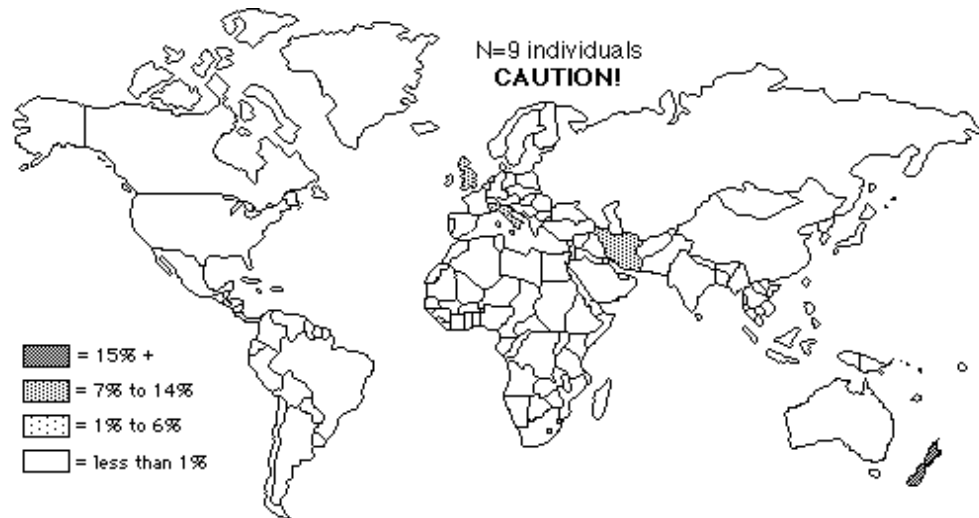 N=9 individuals
CAUTION!
= 15% +
= 7% to 14%
= 1% to 6%
= less than 1%